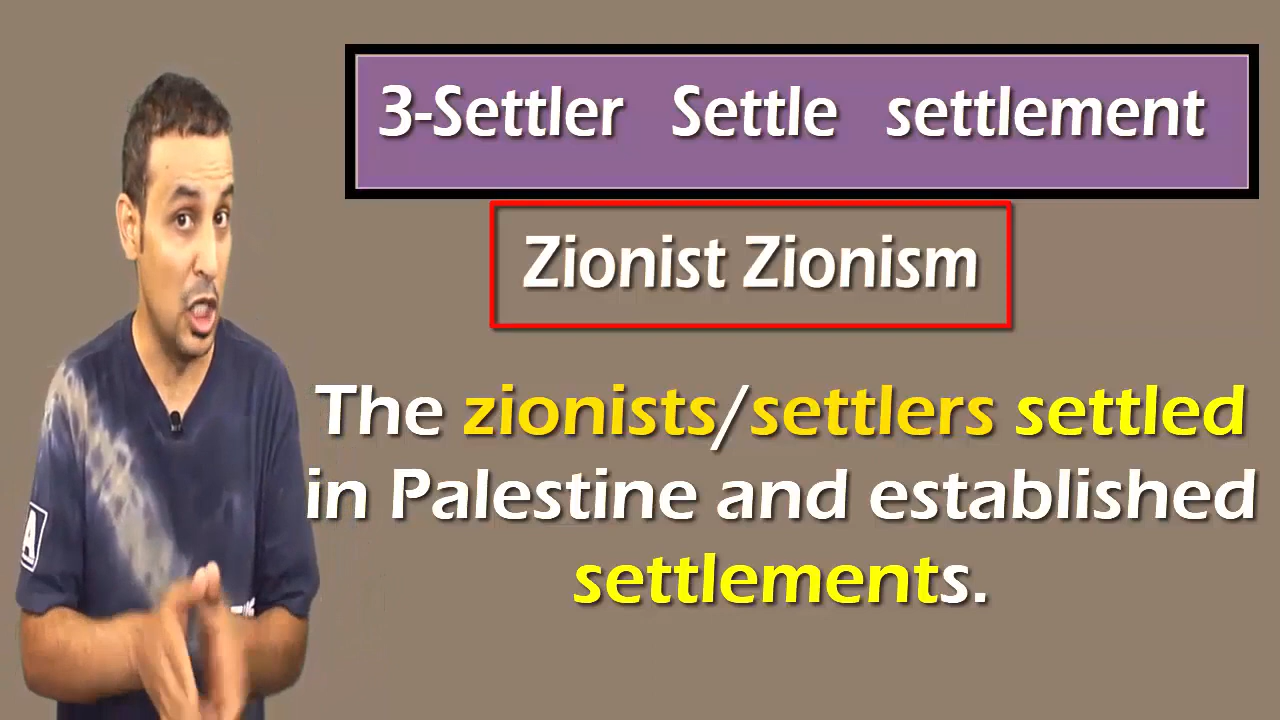 3-Settler Settle settlement
Zionist Zionism
The zionists/settlers settled
in Palestine and established
settlements.
A